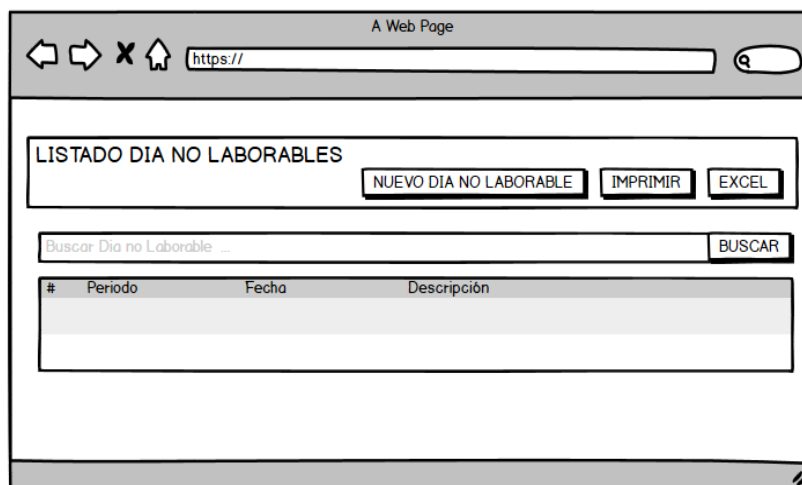 A Web Page
https://
LISTADO DIA NO LABORABLES
NUEVO DIA NO LABORABLE IMPRIMIR EXCEL
Buscar Dia no Laborable ... BUSCAR
# Periodo Fecha Descripción